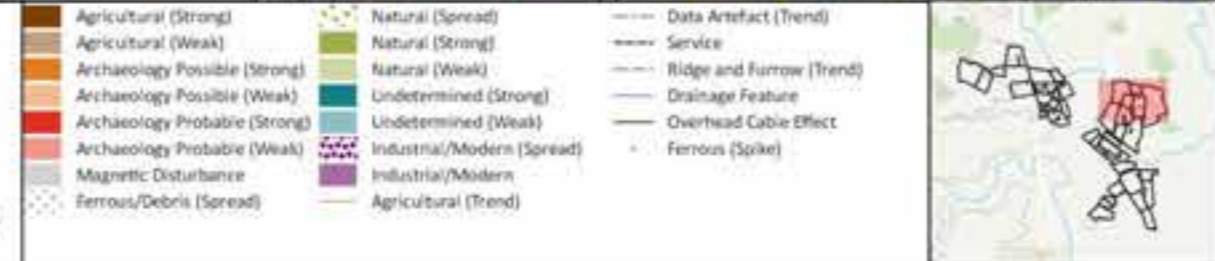 Agricultural (Strong)
Agricultural (Weak)
Archaeology Possible (Strong)
Archaeology Possible (Weak)
Archaeology Probable (Strong)
Archaeology Probable (Weak)
Magnetic Disturbance
Ferrous/Debris (Spread)
Natural (Spread)
Natural (Strong)
Natural (Weak)
Undetermined (Strong)
Undetermined (Weak)
Industrial/Modern (Spread)
Industrial/Modern
Agricultural (Trend)
Data Artefact (Trend)
Service
Ridge and Furrow (Trend)
Drainage Feature
Overhead Cable Effect
Ferrous (Spike)